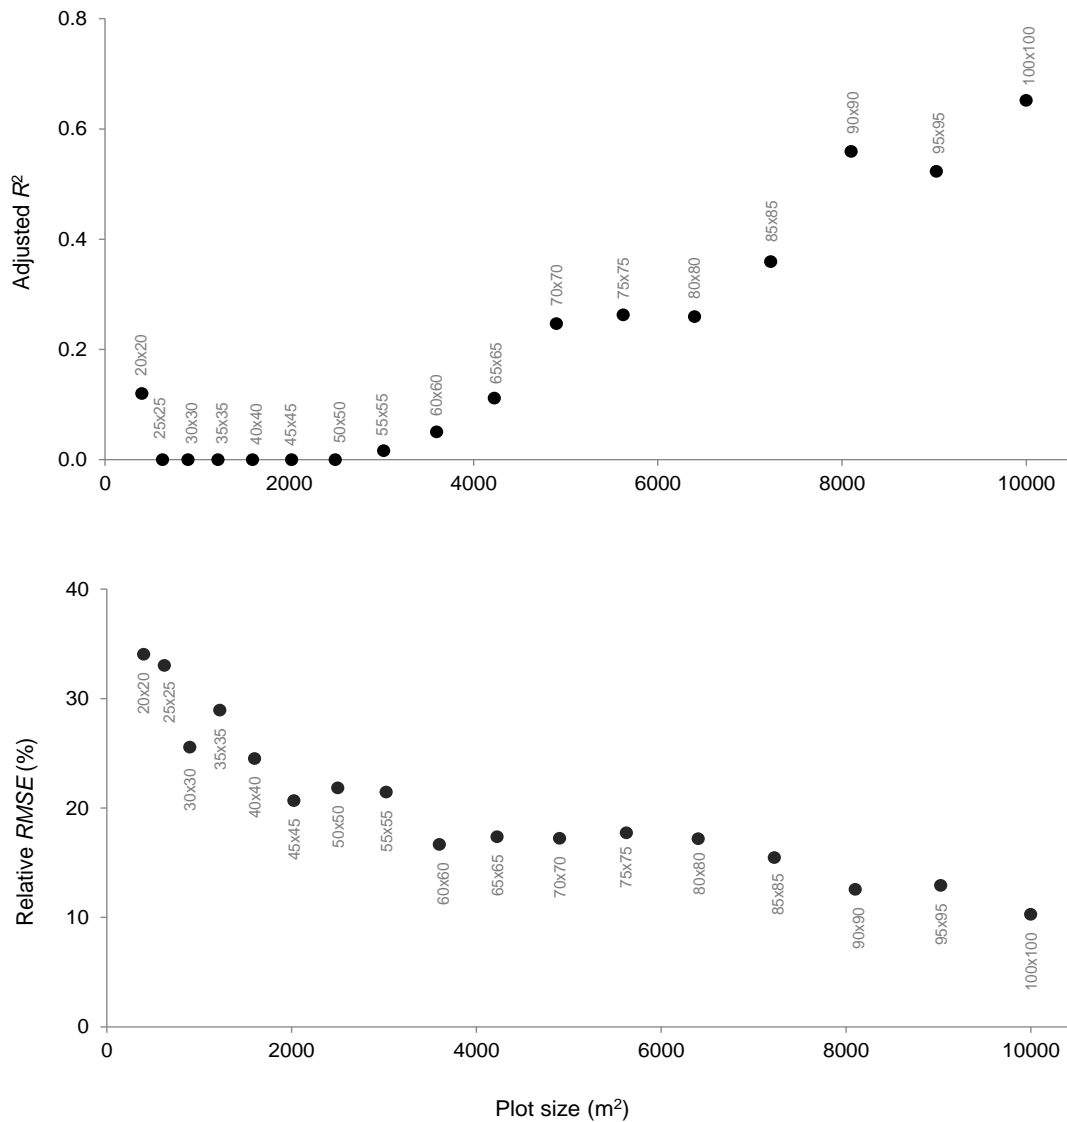 0.8
0.6
0.4
0.2
0.0
Adjusted R²
20x20
25x25
30x30
35x35
40x40
45x45
50x50
55x55
60x60
65x65
70x70
75x75
80x80
85x85
90x90
95x95
100x100
0
2000
4000
6000
8000
10000
40
30
20
10
0
Relative RMSE (%)
20x20
25x25
30x30
35x35
40x40
45x45
50x50
55x55
60x60
65x65
70x70
75x75
80x80
85x85
90x90
95x95
100x100
0
2000
4000
6000
8000
10000
Plot size (m²)